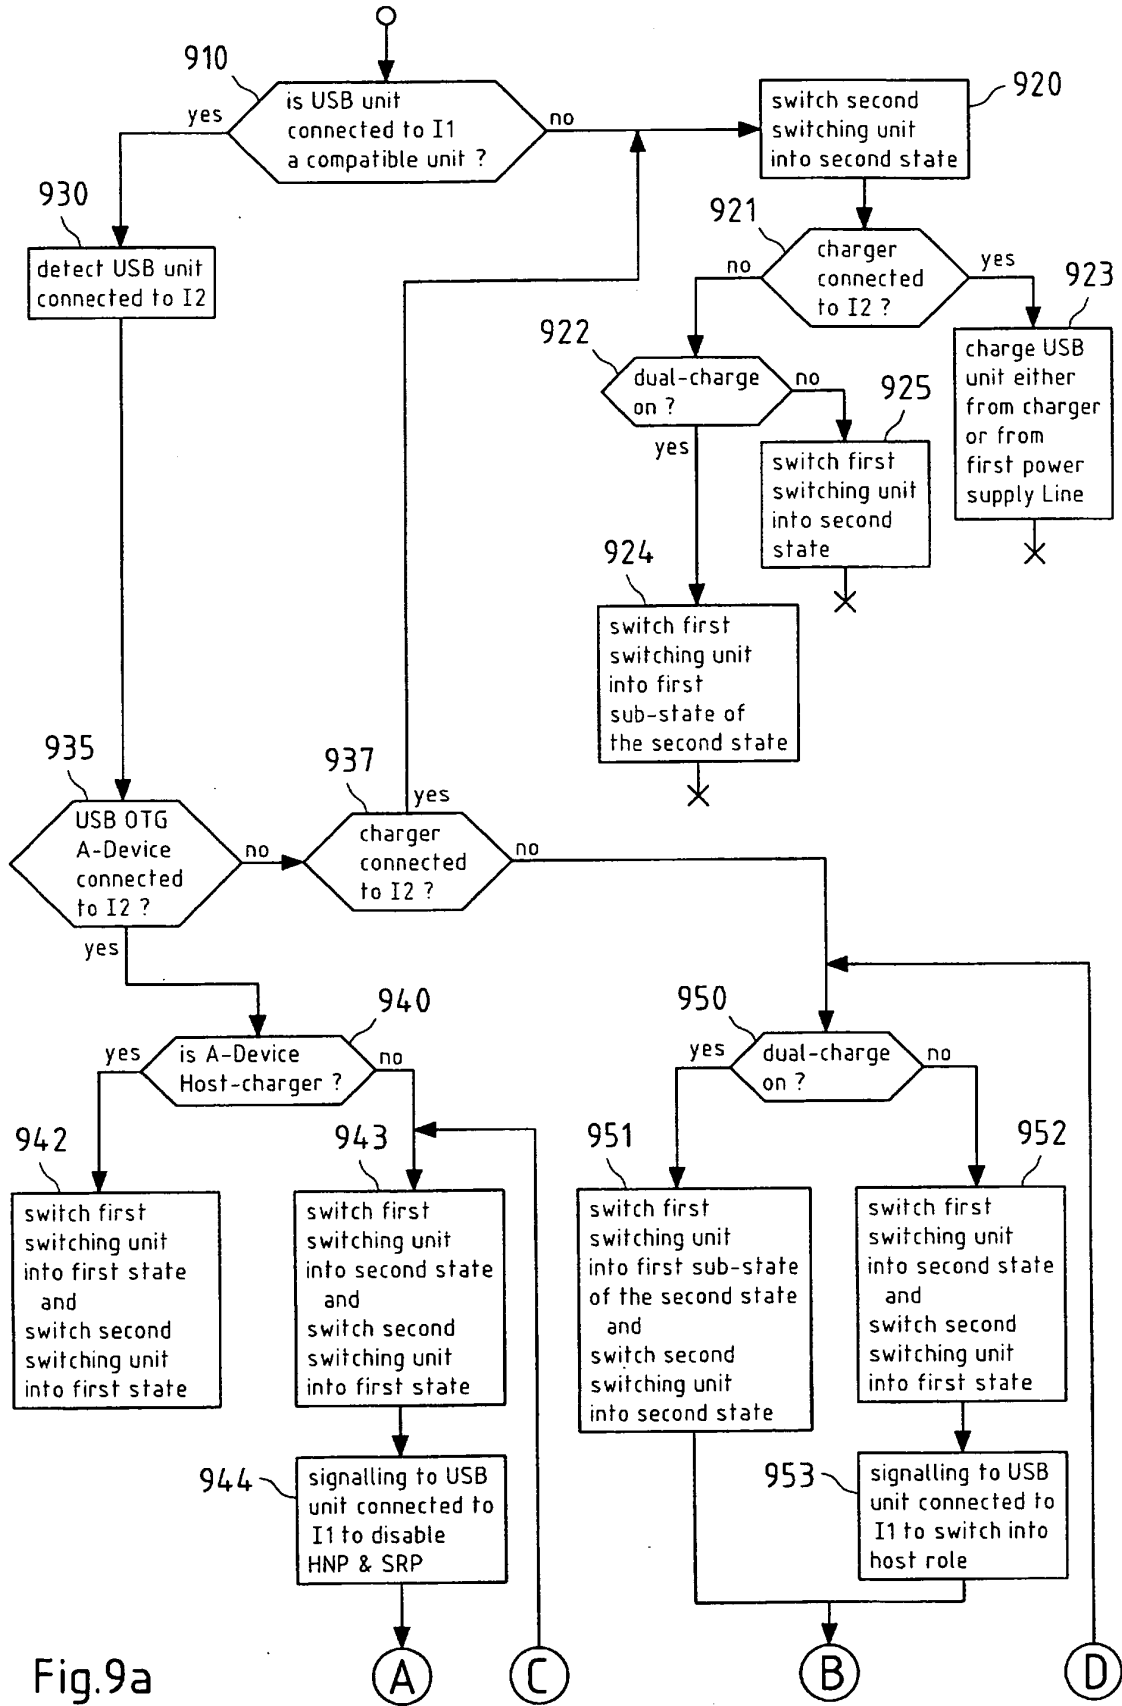 910
is USB unit
connected to I1
a compatible unit ?
yes
no
920
switch second
switching unit
into second state
930
detect USB unit
connected to I2
921
charger
connected
to I2 ?
no
yes
923
charge USB
unit either
from charger
or from
first power
supply Line
922
dual-charge
on ?
no
yes
925
switch first
switching unit
into second
state
924
switch first
switching unit
into first
sub-state of
the second state
935
USB OTG
A-Device
connected
to I2 ?
no
yes
937
charger
connected
to I2 ?
yes
no
940
is A-Device
Host-charger ?
yes
no
950
dual-charge
on ?
yes
no
942
switch first
switching unit
into first state
and
switch second
switching unit
into first state
943
switch first
switching unit
into second state
and
switch second
switching unit
into first state
951
switch first
switching unit
into first sub-state
of the second state
and
switch second
switching unit
into second state
952
switch first
switching unit
into second state
and
switch second
switching unit
into first state
944
signalling to USB
unit connected to
I1 to disable
HNP & SRP
953
signalling to USB
unit connected to
I1 to switch into
host role
A
C
B
D
Fig.9a